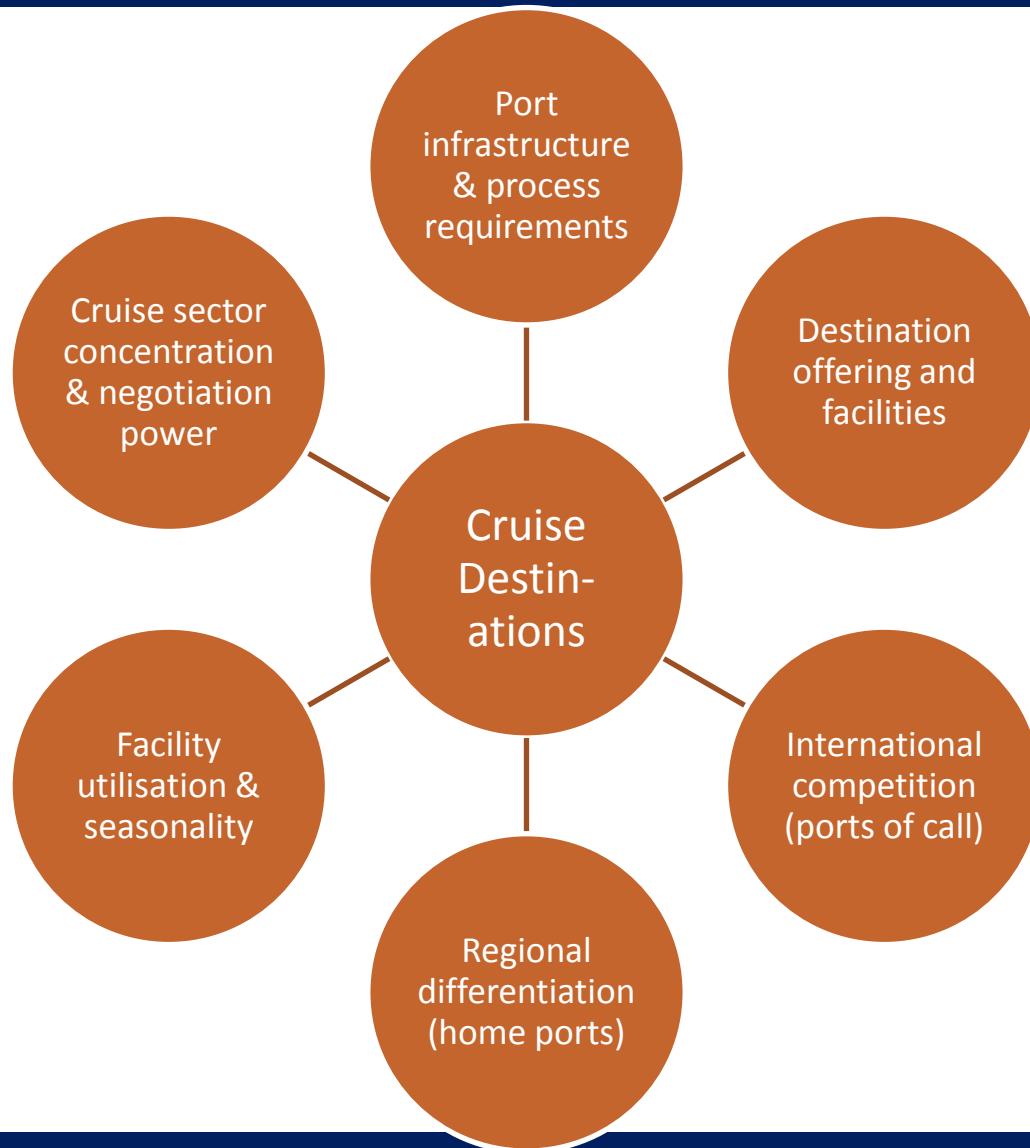 Port
infrastructure
& process
requirements
Destination
offering and
facilities
International
competition
(ports of call)
Regional
differentiation
(home ports)
Facility
utilisation &
seasonality
Cruise sector
concentration
& negotiation
power
Cruise
Destin-
ations